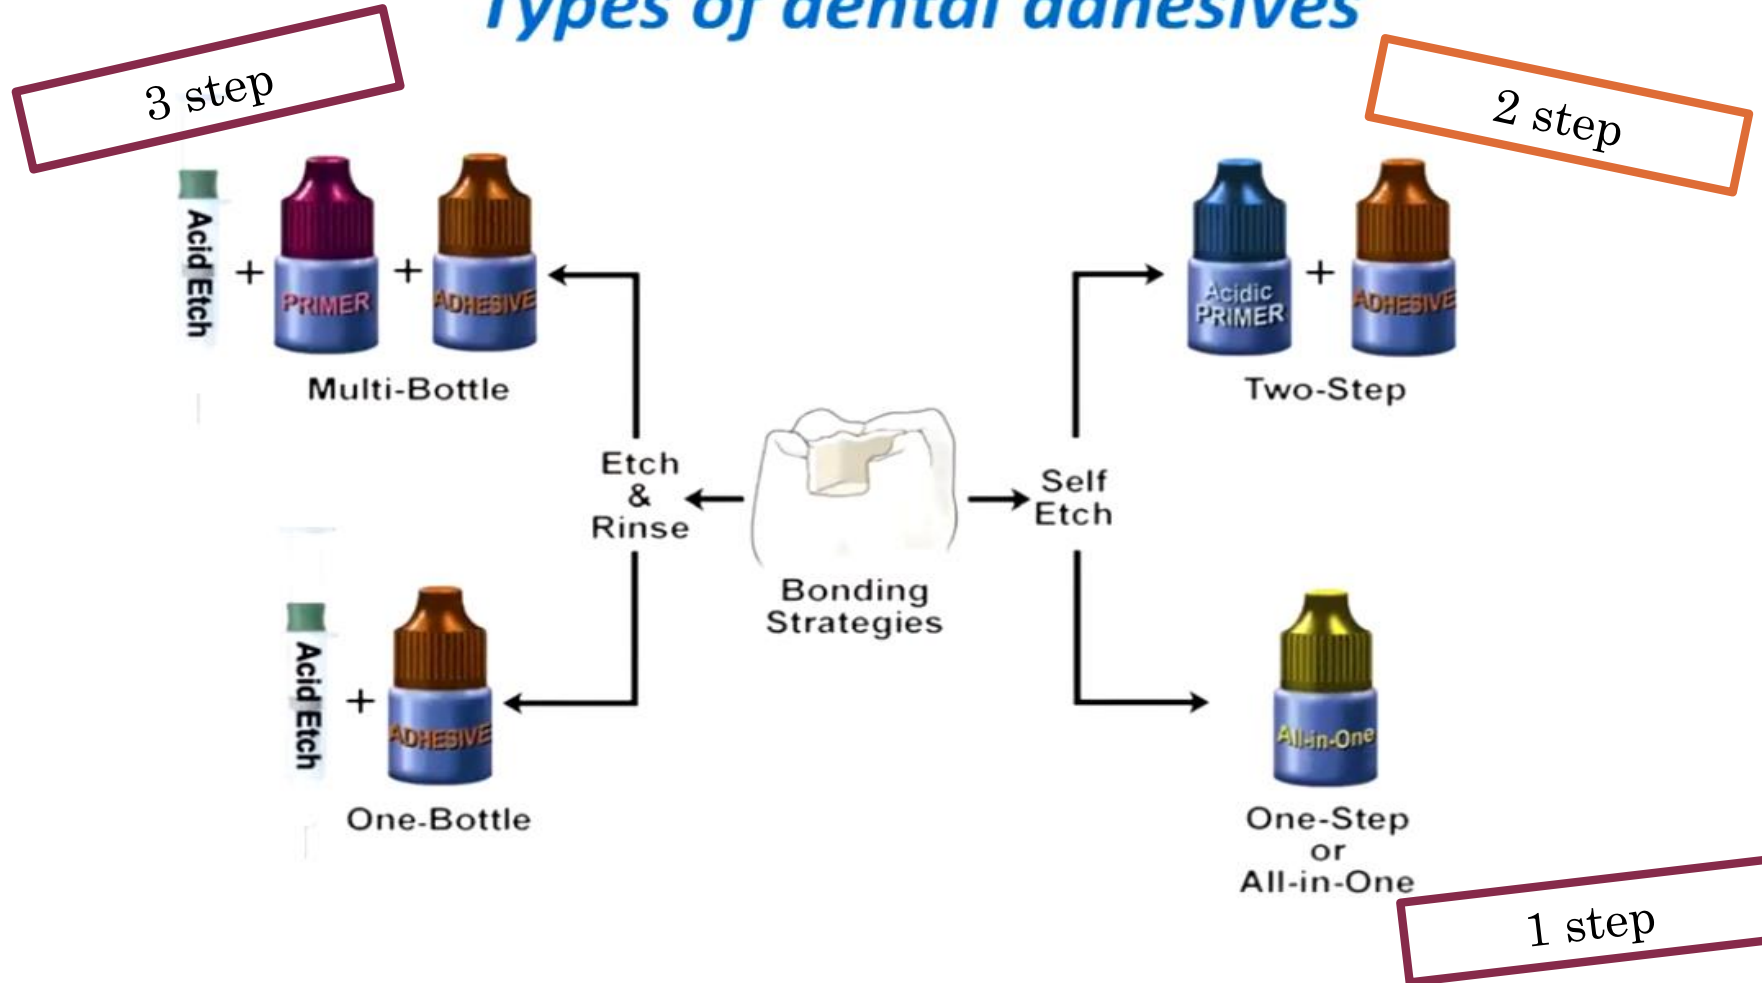 Types of dental adhesives
3 step
2 step
Acid Etch
+
PRIMER
+
ADHESIVE
Multi-Bottle
Acidic
PRIMER
+
ADHESIVE
Two-Step
Etch
&
Rinse
Self
Etch
Bonding
Strategies
Acid Etch
+
ADHESIVE
One-Bottle
All-in-One
One-Step
or
All-in-One
1 step